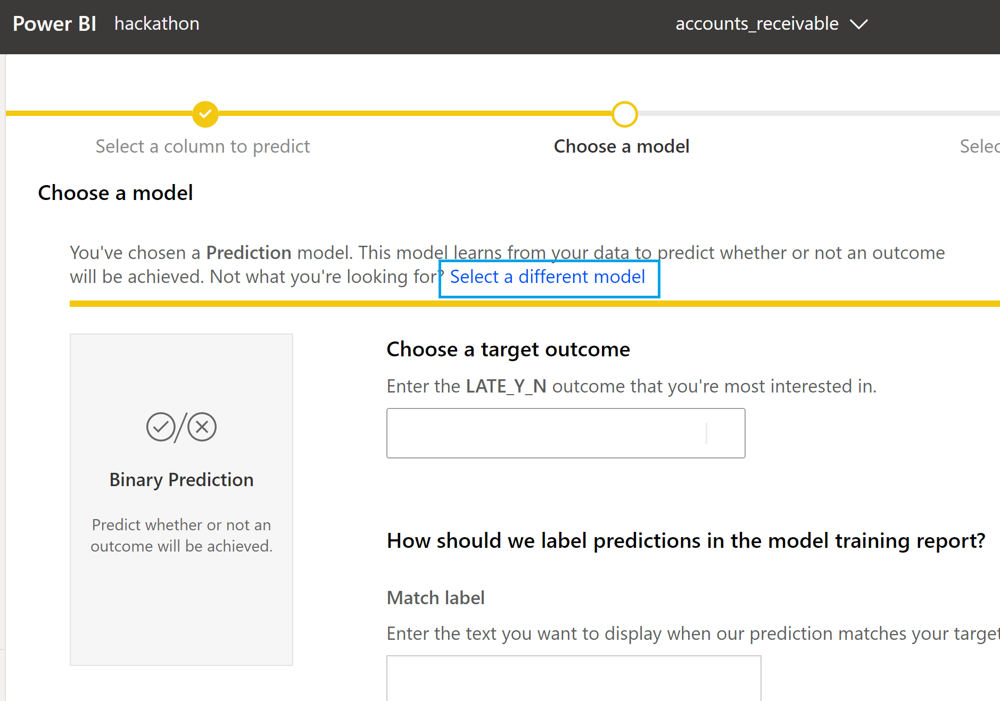 Power BI hackathon accounts_receivable
Select a column to predict Choose a model Selec
Choose a model
You've chosen a Prediction model. This model learns from your data to predict whether or not an outcome
will be achieved. Not what you're looking for? Select a different model
Choose a target outcome
Enter the LATE_Y_N outcome that you're most interested in.
Binary Prediction
Predict whether or not an
outcome will be achieved.
How should we label predictions in the model training report?
Match label
Enter the text you want to display when our prediction matches your target